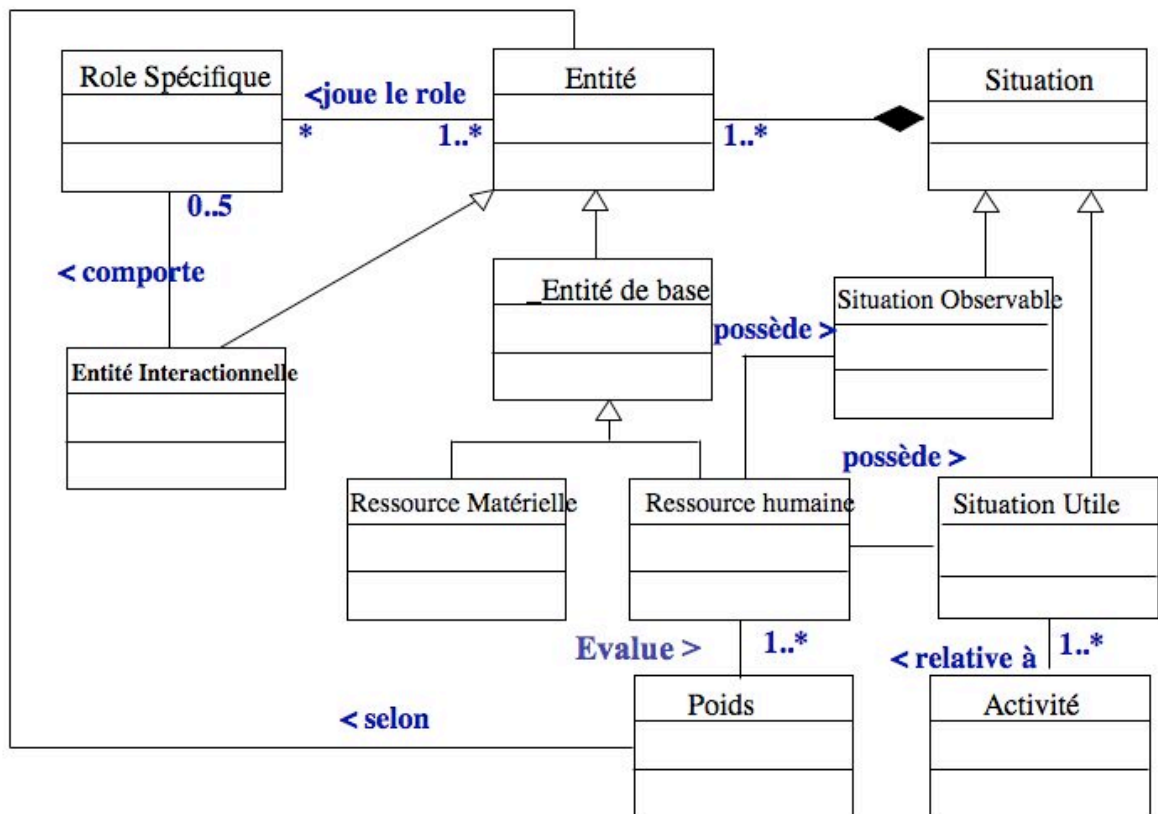 Role Spécifique
Entité
Situation
<joue le role
*
1..*
1..*
0..5
< comporte
_Entité de base
Situation Observable
possède >
Entité Interactionnelle
possède >
Ressource Matérielle
Ressource humaine
Situation Utile
Evalue >
1..*
< relative à
1..*
< selon
Poids
Activité